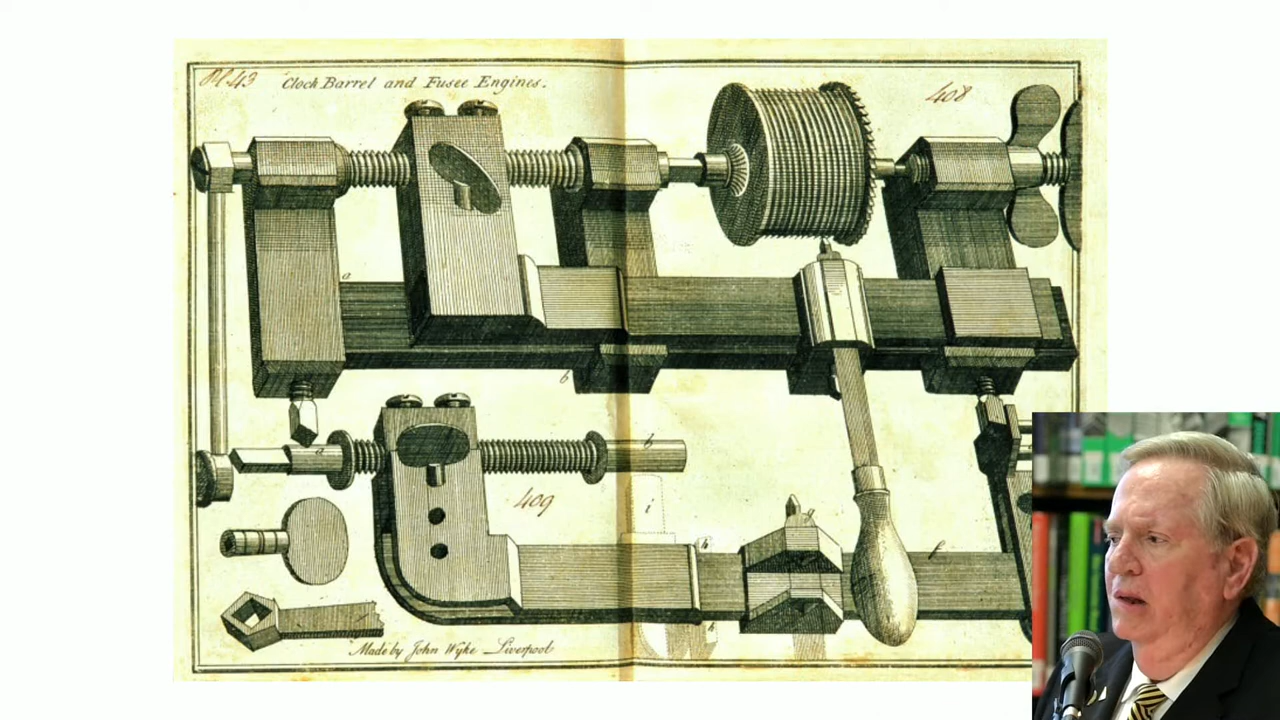 Pl.43 Clock Barrel and Fusee Engines. 408
a
b
a
b
409
i
g
h
f
k
Made by John Wyke Liverpool